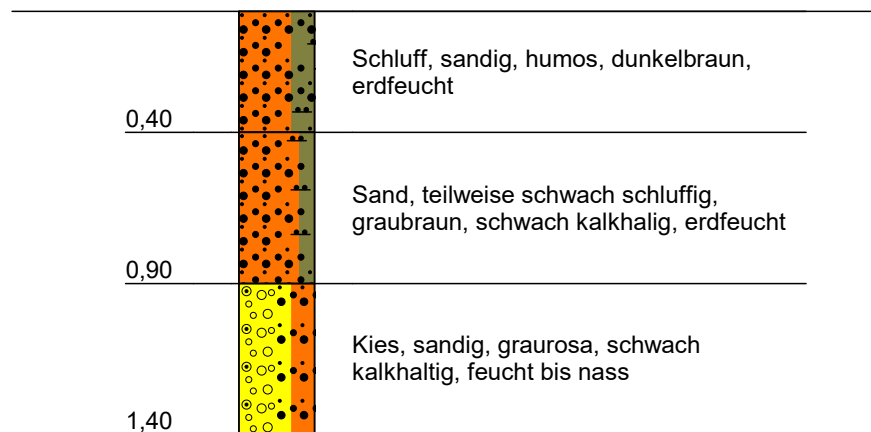 Schluff, sandig, humos, dunkelbraun,
erdfeucht
0,40
Sand, teilweise schwach schluffig,
graubraun, schwach kalkhalig, erdfeucht
0,90
Kies, sandig, graurosa, schwach
kalkhaltig, feucht bis nass
1,40